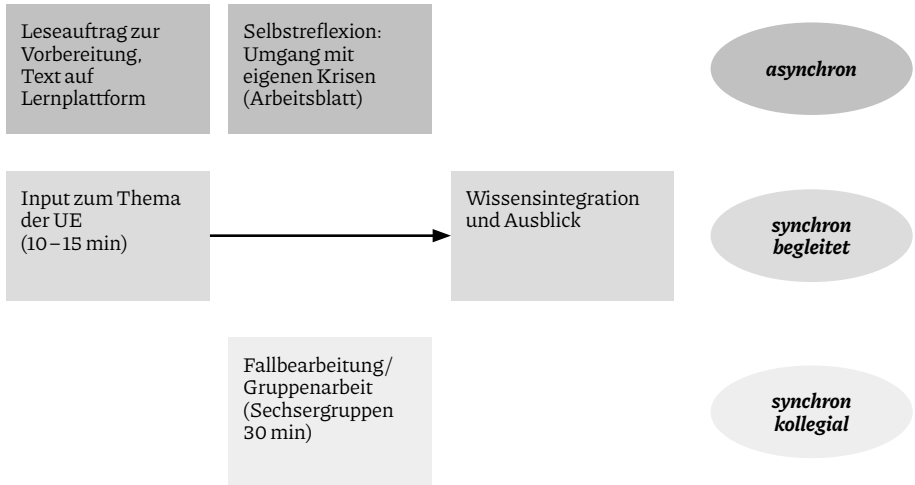 Leseauftrag zur
Vorbereitung,
Text auf
Lernplattform
Selbstreflexion:
Umgang mit
eigenen Krisen
(Arbeitsblatt)
asynchron
Input zum Thema
der UE
(10–15 min)
Wissensintegration
und Ausblick
synchron
begleitet
Fallbearbeitung/
Gruppenarbeit
(Sechsergruppen
30 min)
synchron
kollegial